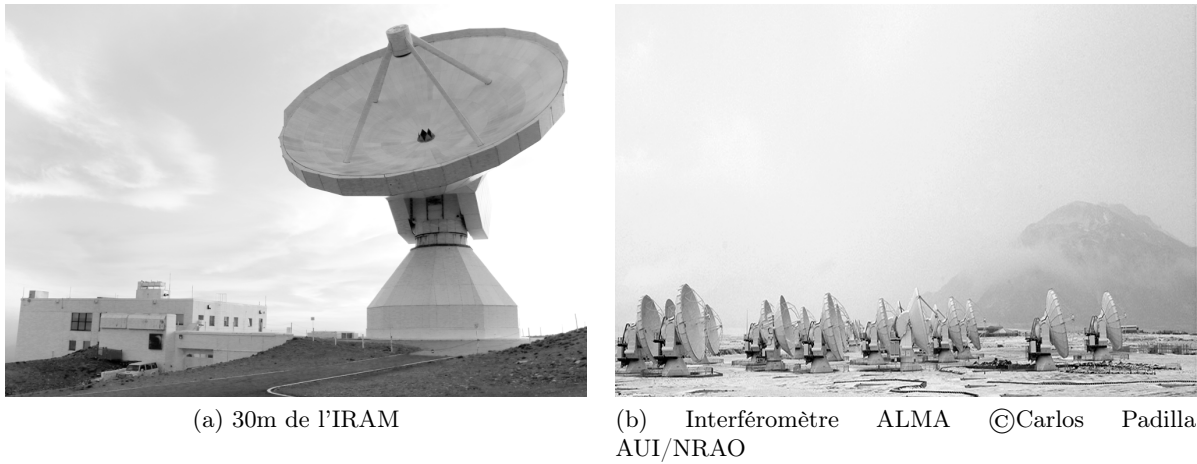 (a) 30m de l'IRAM
(b) Interféromètre ALMA ©Carlos Padilla
AUI/NRAO